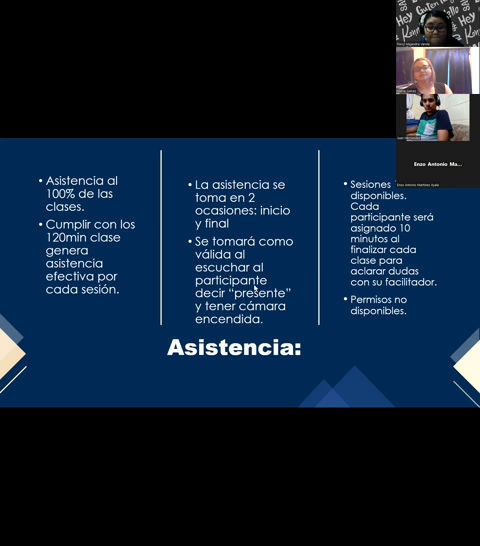 • Asistencia al
100% de las
clases.
• Cumplir con los
120min clase
genera
asistencia
efectiva por
cada sesión.
• La asistencia se
toma en 2
ocasiones: inicio
y final
• Se tomará como
válida al
escuchar al
participante
decir “presente”
y tener cámara
encendida.
• Sesiones
disponibles.
Cada
participante será
asignado 10
minutos al
finalizar cada
clase para
aclarar dudas
con su facilitador.
• Permisos no
disponibles.
Asistencia:
Enzo Antonio Ma...